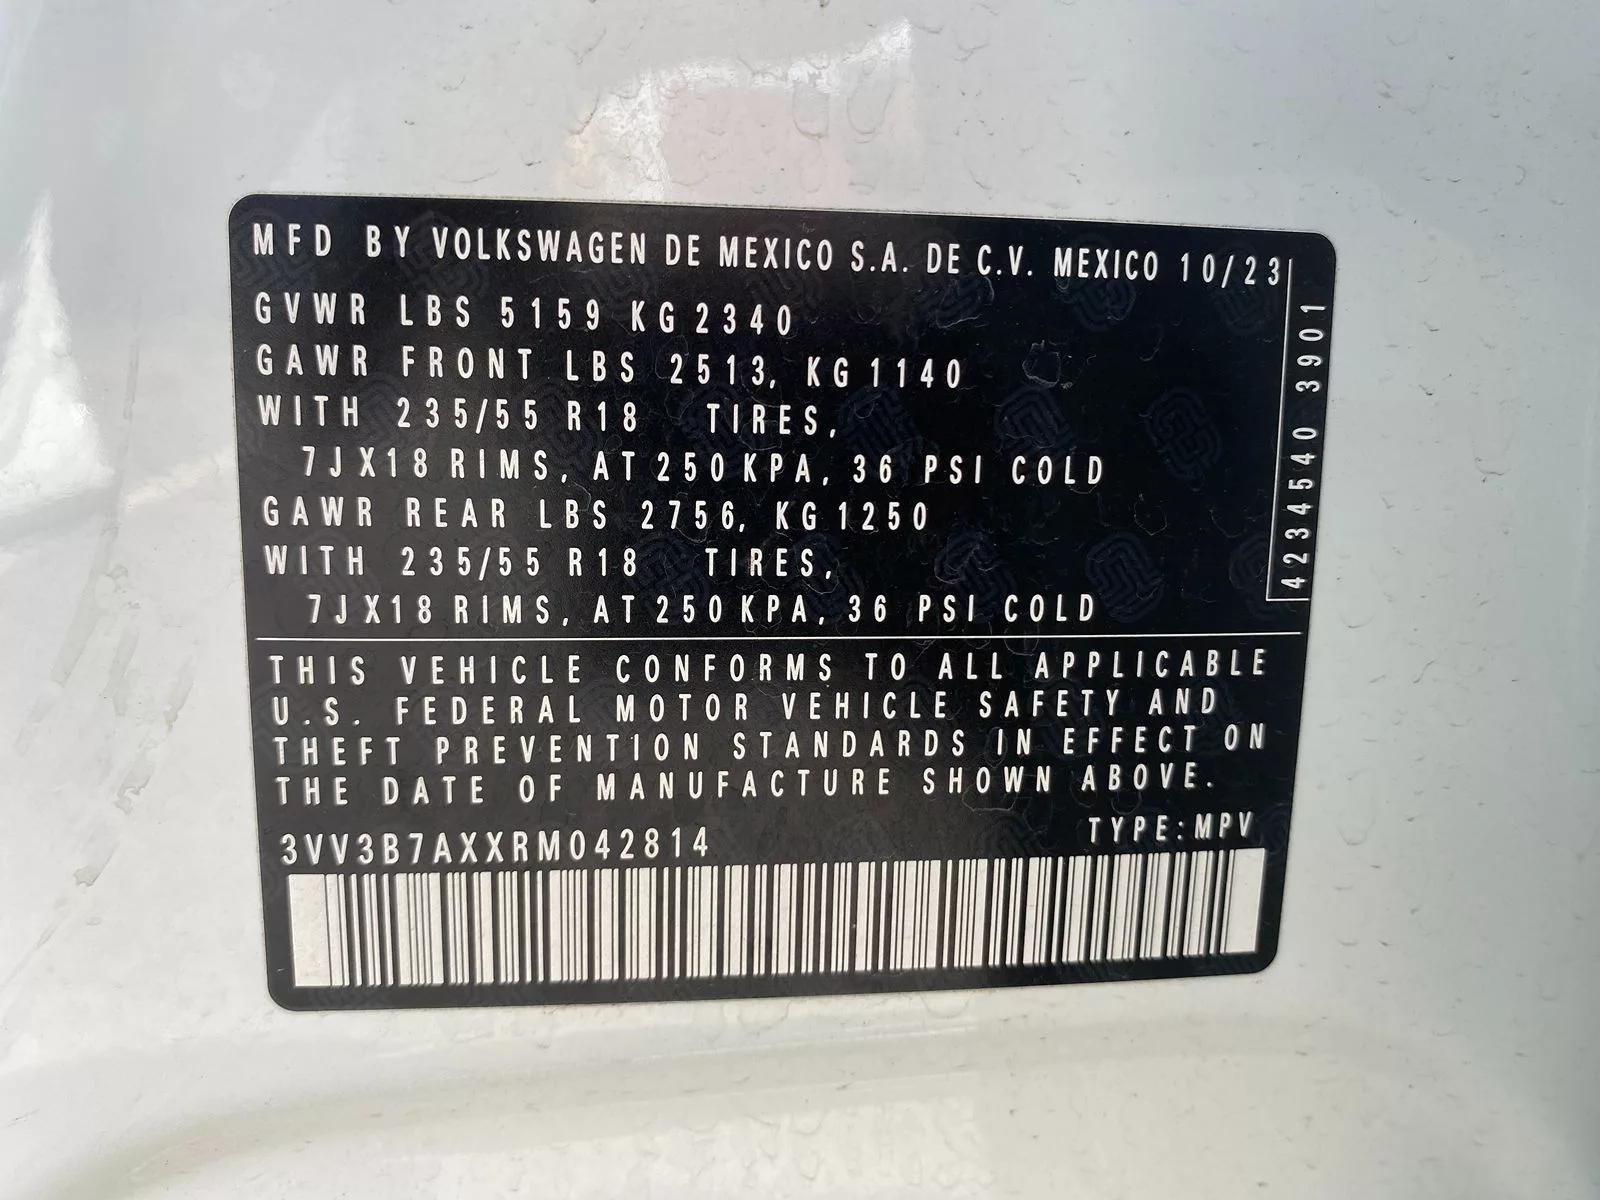 MFD BY VOLKSWAGEN DE MEXICO S.A. DE C.V. MEXICO 10/23
GVWR LBS 5159 KG 2340
GAWR FRONT LBS 2513, KG 1140
WITH 235/55 R18 TIRES,
7JX18 RIMS, AT 250 KPA, 36 PSI COLD
GAWR REAR LBS 2756, KG 1250
WITH 235/55 R18 TIRES,
7JX18 RIMS, AT 250 KPA, 36 PSI COLD
4234540 3901
THIS VEHICLE CONFORMS TO ALL APPLICABLE
U.S. FEDERAL MOTOR VEHICLE SAFETY AND
THEFT PREVENTION STANDARDS IN EFFECT ON
THE DATE OF MANUFACTURE SHOWN ABOVE.
3VV3B7AXXRM042814 TYPE: MPV